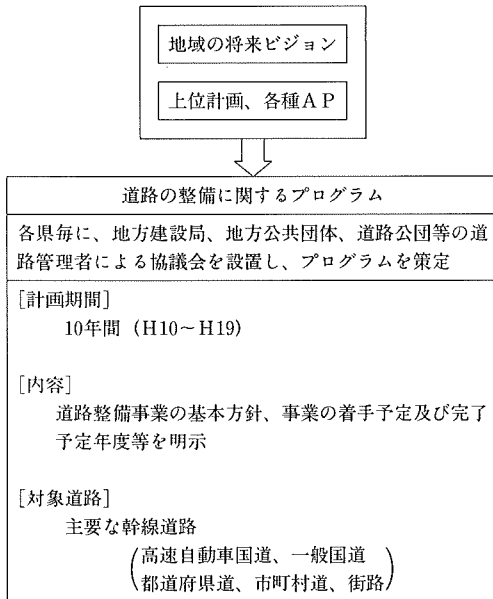 地域の将来ビジョン
上位計画、各種AP
道路の整備に関するプログラム
各県毎に、地方建設局、地方公共団体、道路公団等の道
路管理者による協議会を設置し、プログラムを策定
[計画期間]
10年間（H10～H19）
[内容]
道路整備事業の基本方針、事業の着手予定及び完了
予定年度等を明示
[対象道路]
主要な幹線道路
（高速自動車国道、一般国道
都道府県道、市町村道、街路）